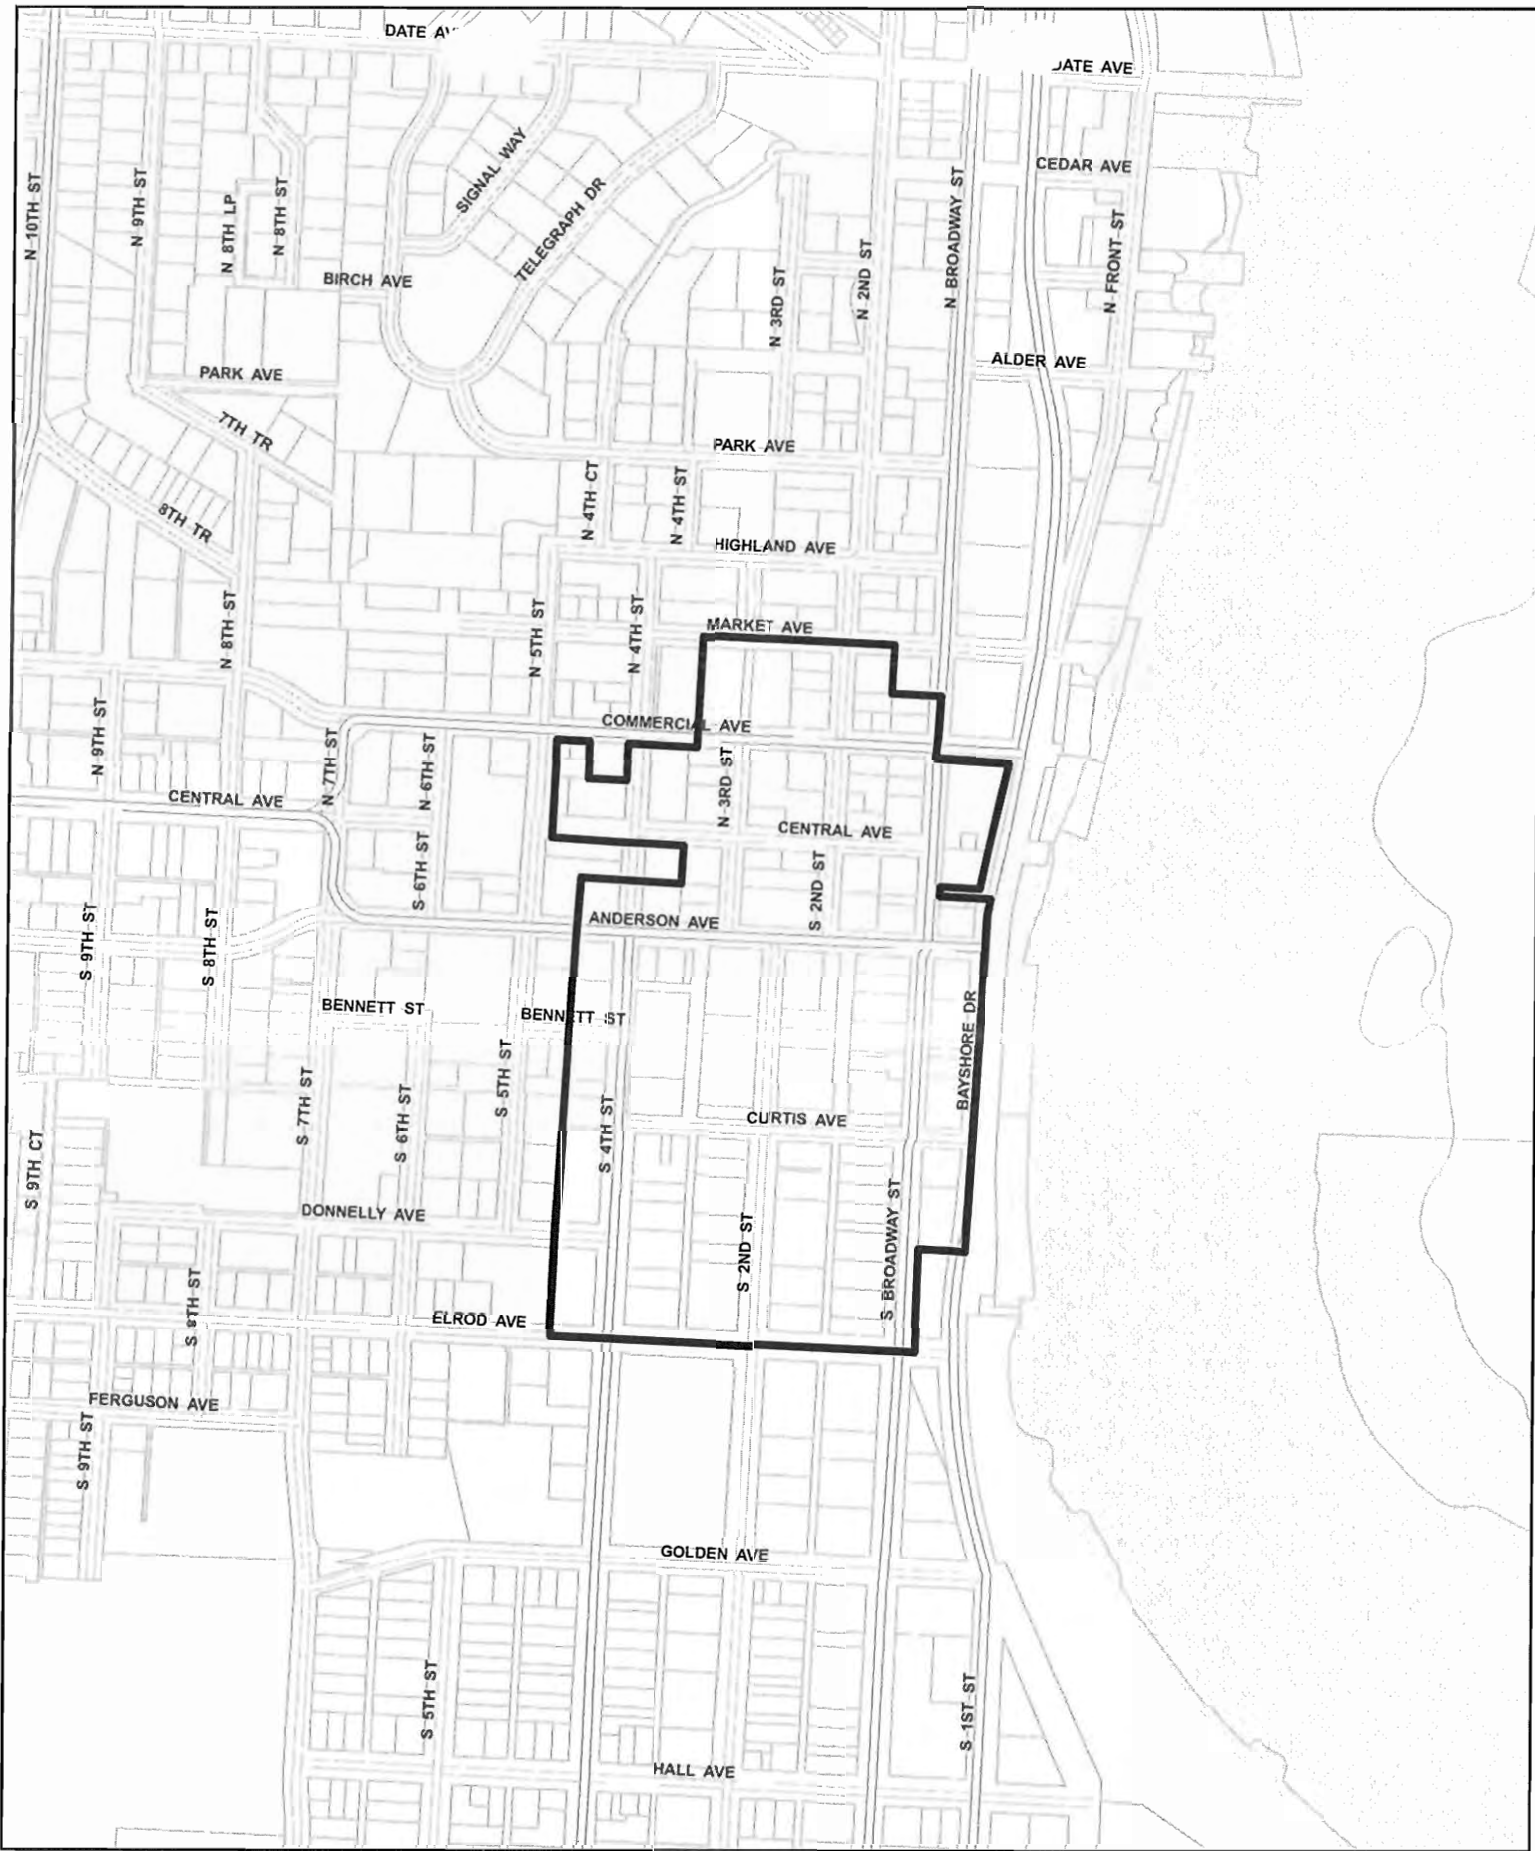 DATE AV
DATE AVE
CEDAR AVE
SIGNAL WAY
TELEGRAPH DR
N 10TH ST
N 9TH ST
N 8TH LP
N 8TH ST
BIRCH AVE
N 3RD ST
N 2ND ST
N BROADWAY ST
N FRONT ST
ALDER AVE
PARK AVE
7TH TR
PARK AVE
N 4TH CT
N 4TH ST
8TH TR
HIGHLAND AVE
N 8TH ST
N 5TH ST
N 4TH ST
MARKET AVE
N 9TH ST
COMMERCIAL AVE
N 7TH ST
N 6TH ST
N 3RD ST
CENTRAL AVE
CENTRAL AVE
S 6TH ST
S 2ND ST
S 9TH ST
S 8TH ST
ANDERSON AVE
BENNETT ST
BENNETT ST
BAYSHORE DR
S 7TH ST
S 6TH ST
S 5TH ST
S 4TH ST
CURTIS AVE
S 9TH CT
DONNELLY AVE
S 2ND ST
S BROADWAY ST
S 8TH ST
ELROD AVE
FERGUSON AVE
S 9TH ST
GOLDEN AVE
S 5TH ST
S 1ST ST
HALL AVE